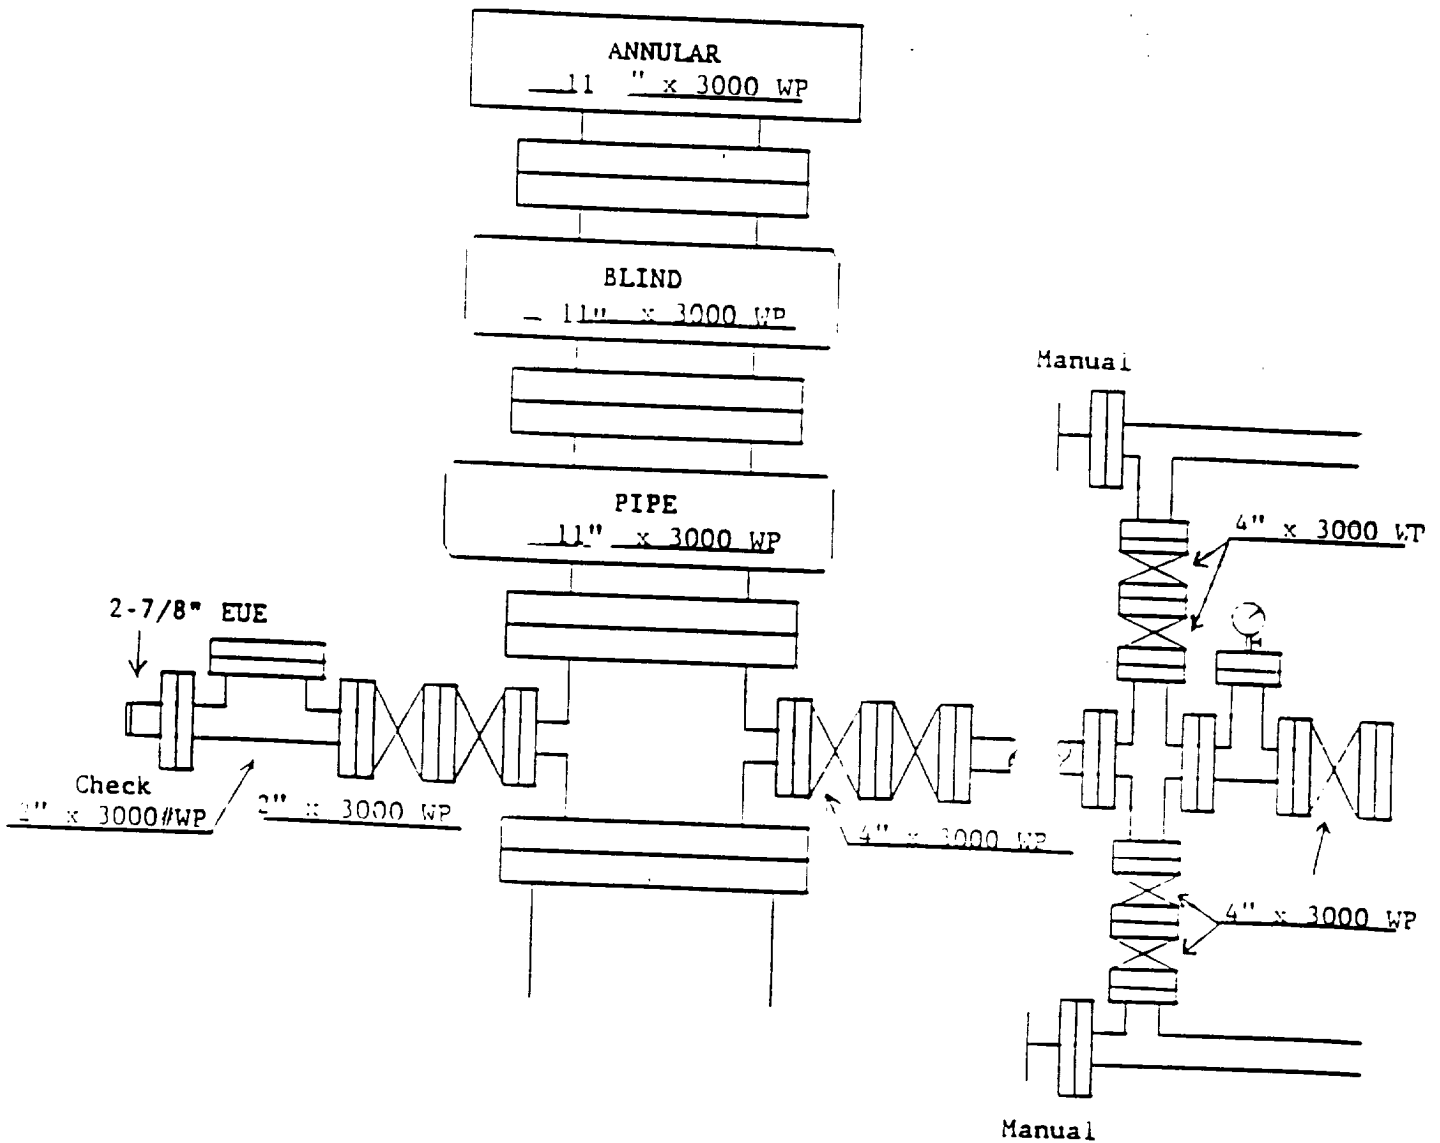 ANNULAR
11 " x 3000 WP
BLIND
11" x 3000 WP
Manual
PIPE
11" x 3000 WP
4" x 3000 WP
2-7/8" EUE
Check
2" x 3000#WP
2" x 3000 WP
4" x 3000 WP
4" x 3000 WP
Manual